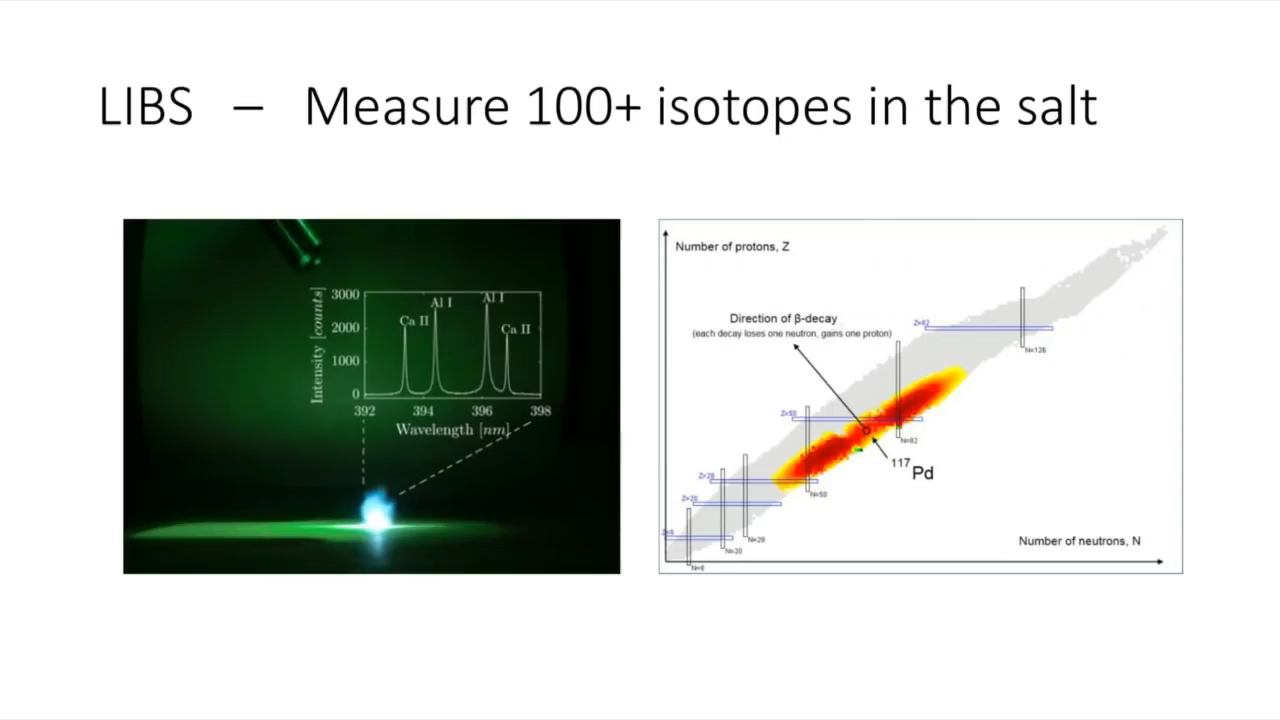 LIBS – Measure 100+ isotopes in the salt
Intensity [counts]
3000
2000
1000
0
Ca II
Al I
Al I
Ca II
392 394 396 398
Wavelength [nm]
Number of protons, Z
Direction of β-decay
(each decay loses one neutron, gains one proton)
Z=82
N=126
Z=50
N=82
117Pd
Z=28
N=50
Z=20
N=28
Z=8
N=20
N=8
Number of neutrons, N